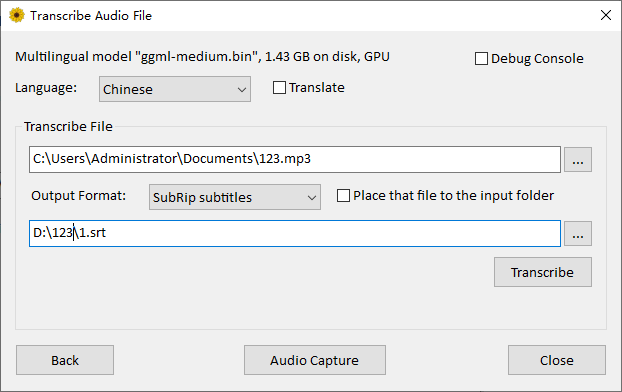 Transcribe Audio File
Multilingual model "ggml-medium.bin", 1.43 GB on disk, GPU
Debug Console
Language: Chinese
Translate
Transcribe File
C:\Users\Administrator\Documents\123.mp3
...
Output Format: SubRip subtitles
Place that file to the input folder
D:\123\1.srt
...
Transcribe
Back
Audio Capture
Close